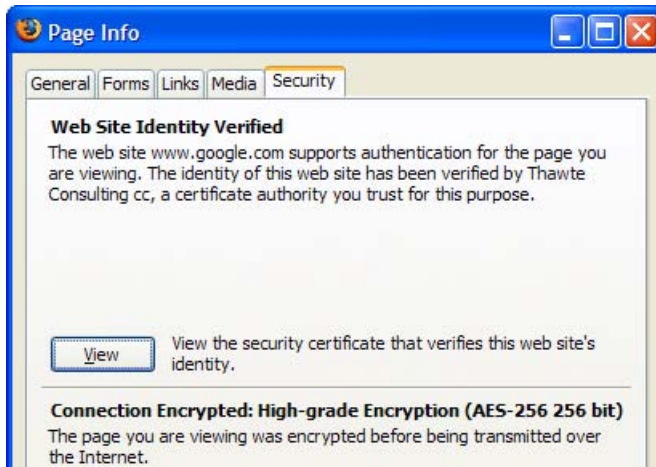 Page Info
General Forms Links Media Security
Web Site Identity Verified
The web site www.google.com supports authentication for the page you
are viewing. The identity of this web site has been verified by Thawte
Consulting cc, a certificate authority you trust for this purpose.
View
View the security certificate that verifies this web site's
identity.
Connection Encrypted: High-grade Encryption (AES-256 256 bit)
The page you are viewing was encrypted before being transmitted over
the Internet.